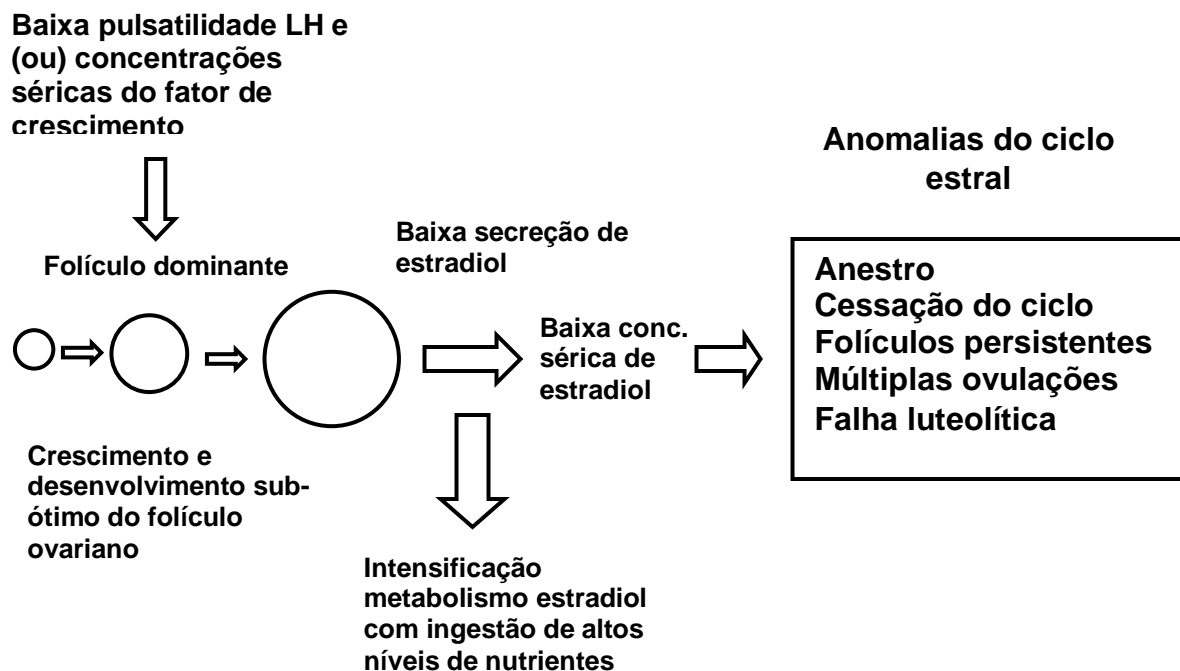 Baixa pulsatilidade LH e
(ou) concentrações
séricas do fator de
crescimento
Folículo dominante
Crescimento e
desenvolvimento sub-
ótimo do folículo
ovariano
Baixa secreção de
estradiol
Baixa conc.
sérica de
estradiol
Intensificação
metabolismo estradiol
com ingestão de altos
níveis de nutrientes
Anomalias do ciclo
estral
Anestro
Cessação do ciclo
Folículos persistentes
Múltiplas ovulações
Falha luteolítica